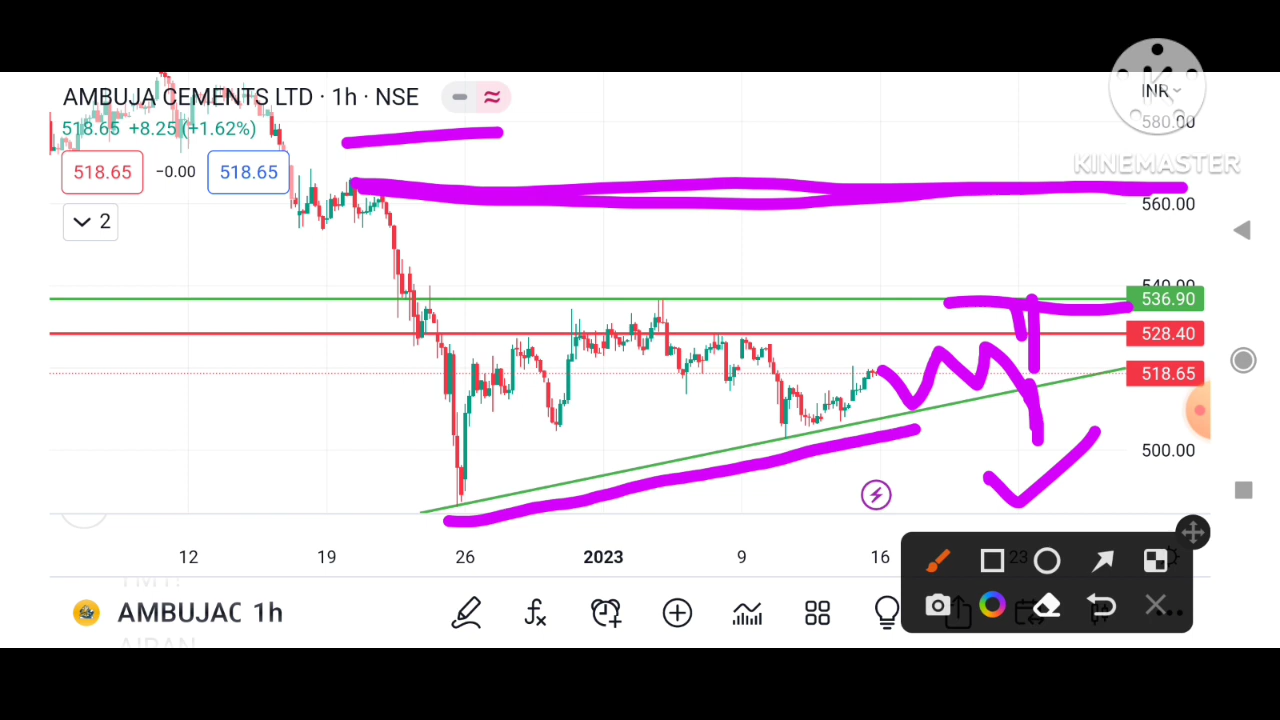 AMBUJA CEMENTS LTD · 1h · NSE
INR
518.65 +8.25 (+1.62%)
580.00
518.65 −0.00 518.65
KINEMASTER
560.00
2
540.00
536.90
528.40
518.65
500.00
12 19 26 2023 9 16 23
AMBUJAC 1h